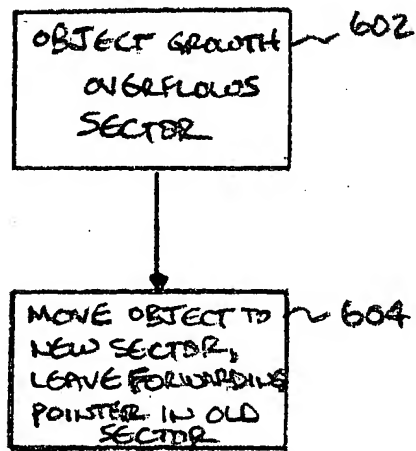 OBJECT GROWTH
OVERFLOWS
SECTOR
602
MOVE OBJECT TO
NEW SECTOR,
LEAVE FORWARDING
POINTER IN OLD
SECTOR
604